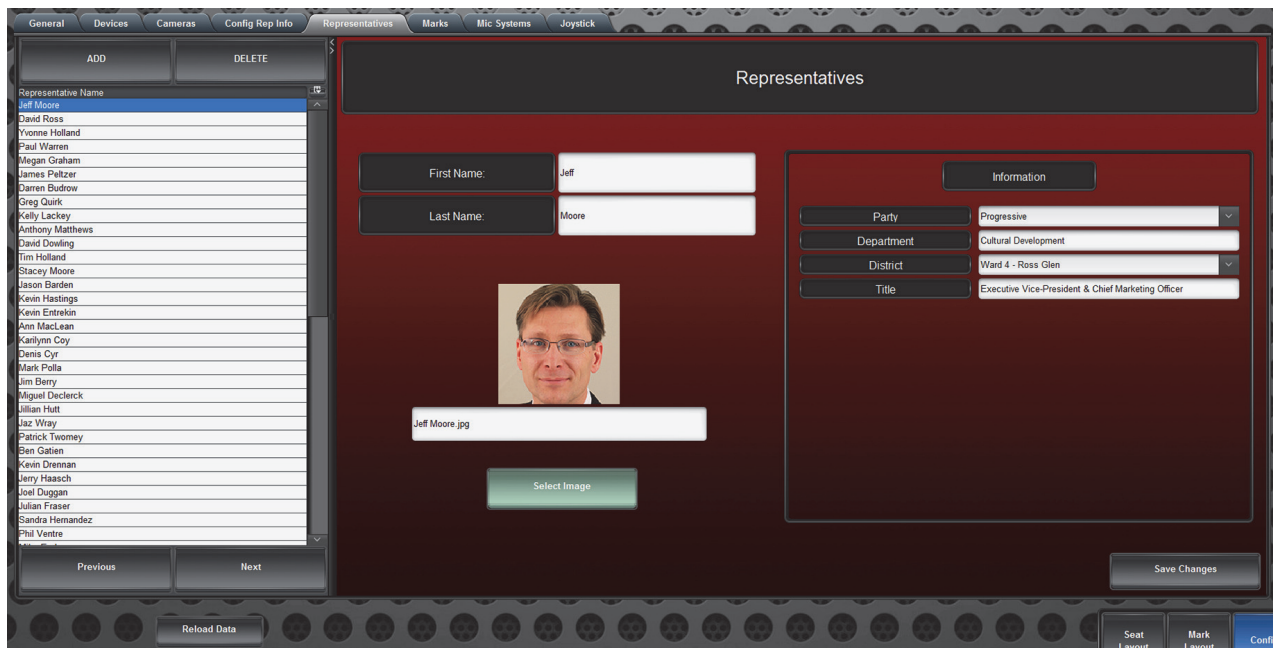 General Devices Cameras Config Rep Info Representatives Marks Mic Systems Joystick
ADD DELETE
Representative Name
Jeff Moore
David Ross
Yvonne Holland
Paul Warren
Megan Graham
James Peltzer
Darren Budrow
Greg Quirk
Kelly Lackey
Anthony Matthews
David Dowling
Tim Holland
Stacey Moore
Jason Barden
Kevin Hastings
Kevin Entrekin
Ann MacLean
Karilynn Coy
Denis Cyr
Mark Polla
Jim Berry
Miguel Declerck
Jillian Hutt
Jaz Wray
Patrick Twomey
Ben Gatien
Kevin Drennan
Jerry Haasch
Joel Duggan
Julian Fraser
Sandra Hernandez
Phil Ventre
Previous Next
Representatives
First Name: Jeff
Last Name: Moore
Jeff Moore.jpg
Select Image
Information
Party Progressive
Department Cultural Development
District Ward 4 - Ross Glen
Title Executive Vice-President & Chief Marketing Officer
Save Changes
Reload Data
Seat Layout
Mark Layout
Confi